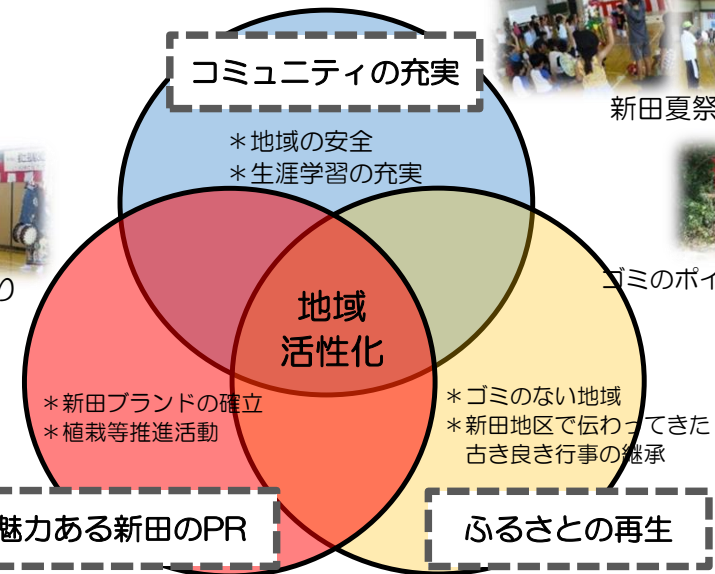 コミュニティの充実
＊地域の安全
＊生涯学習の充実
新田夏祭
り
ゴミのポイ
地域
活性化
＊新田ブランドの確立
＊植栽等推進活動
＊ゴミのない地域
＊新田地区で伝わってきた
古き良き行事の継承
魅力ある新田のPR
ふるさとの再生